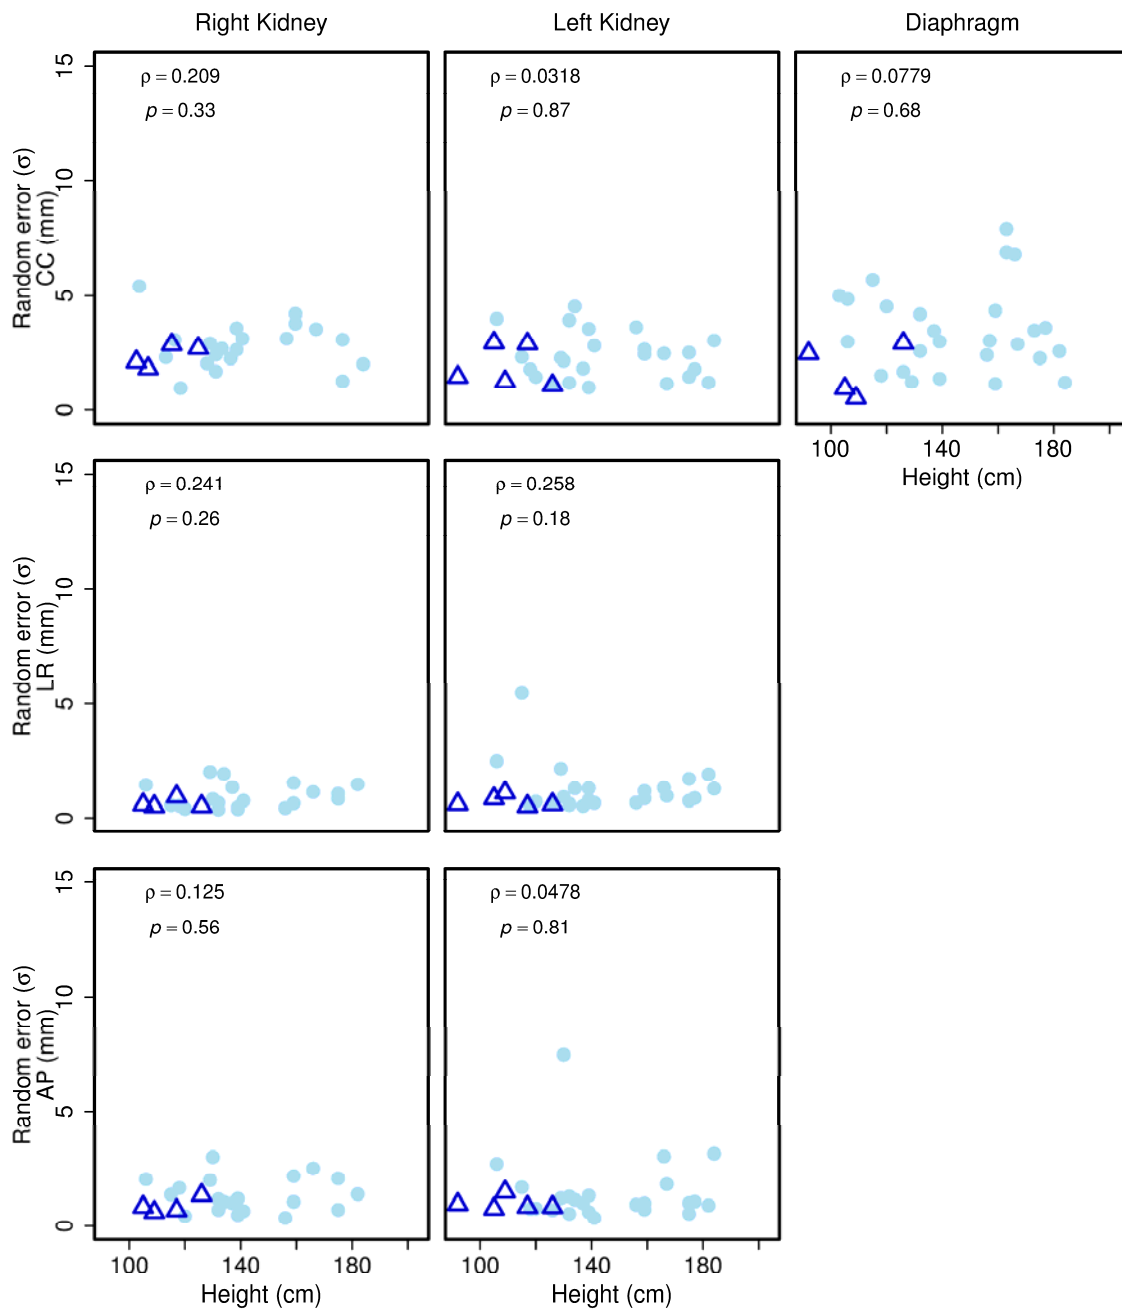 Right Kidney
Left Kidney
Diaphragm
Random error (σ)
CC (mm)
15
10
5
0
ρ = 0.209
p = 0.33
ρ = 0.0318
p = 0.87
ρ = 0.0779
p = 0.68
100 140 180
Height (cm)
Random error (σ)
LR (mm)
15
10
5
0
ρ = 0.241
p = 0.26
ρ = 0.258
p = 0.18
Random error (σ)
AP (mm)
15
10
5
0
ρ = 0.125
p = 0.56
ρ = 0.0478
p = 0.81
100 140 180
100 140 180
Height (cm)
Height (cm)